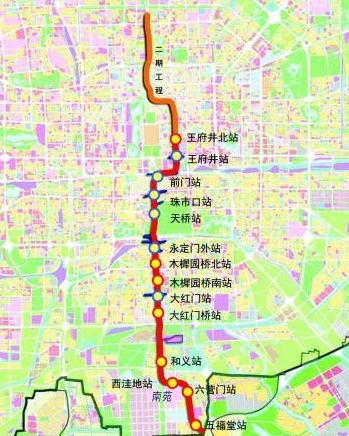 二期工程
王府井北站
王府井站
前门站
珠市口站
天桥站
永定门外站
木樨园桥北站
木樨园桥南站
大红门站
大红门桥站
和义站
西洼地站
六营门站
南苑
五福堂站